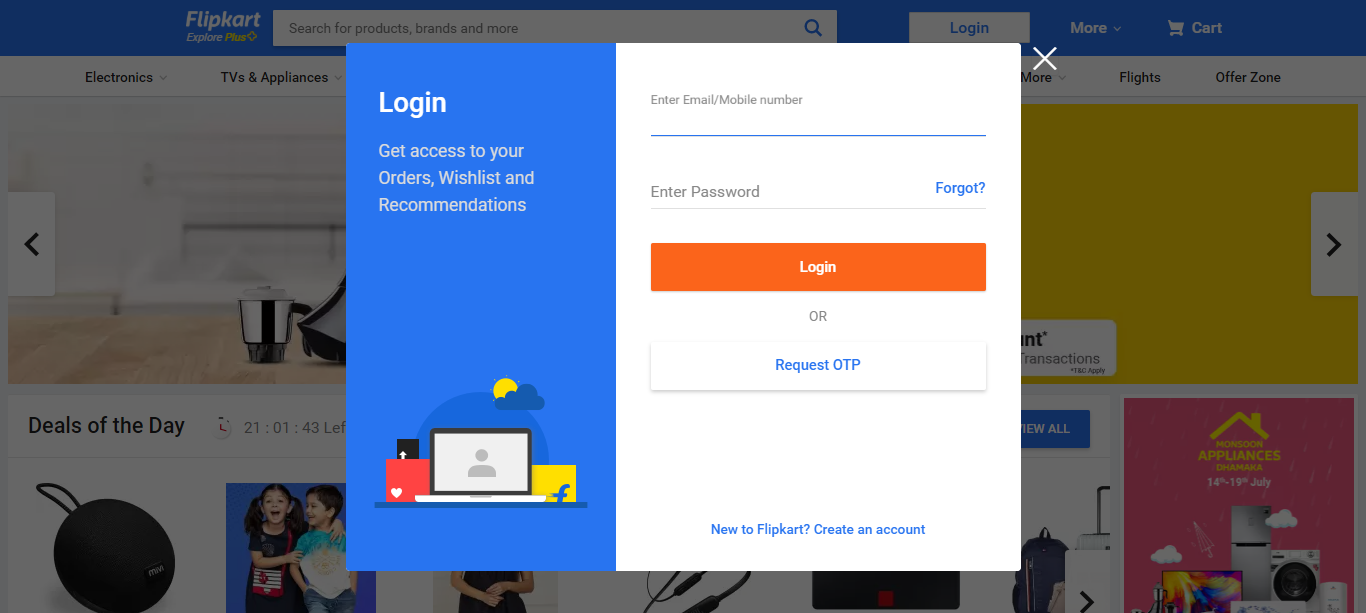 Flipkart
Explore Plus
Search for products, brands and more
Login
More
Cart
Electronics
TVs & Appliances
More
Flights
Offer Zone
Login
Get access to your
Orders, Wishlist and
Recommendations
Enter Email/Mobile number
Enter Password
Forgot?
Login
OR
Request OTP
New to Flipkart? Create an account
Transactions
*T&C Apply
Deals of the Day
21 : 01 : 43
VIEW ALL
MONSOON
APPLIANCES
DHAMAKA
14th-19th July
mivi